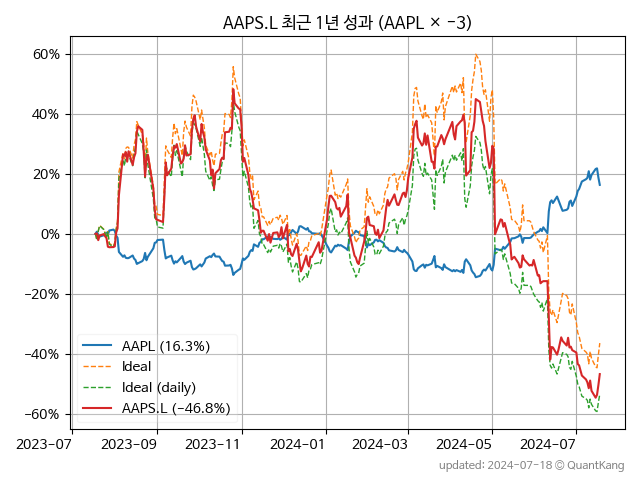 AAPS.L 최근 1년 성과 (AAPL × −3)
60%
40%
20%
0%
−20%
−40%
−60%
AAPL (16.3%)
Ideal
Ideal (daily)
AAPS.L (−46.8%)
2023-07 2023-09 2023-11 2024-01 2024-03 2024-05 2024-07
updated: 2024-07-18 © QuantKang